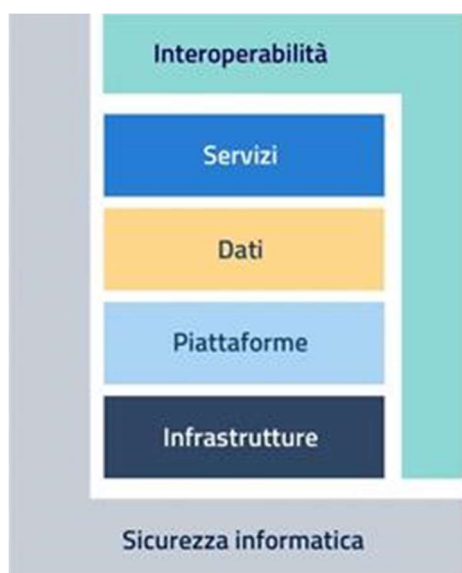 Interoperabilità
Servizi
Dati
Piattaforme
Infrastrutture
Sicurezza informatica